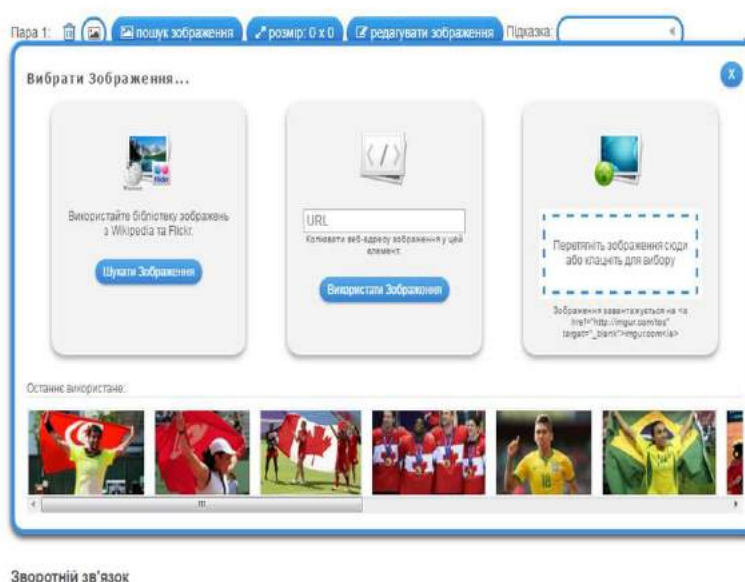 Пара 1: пошук зображення розмір: 0 x 0 редагувати зображення Підказка:
Вибрати Зображення...
X
Використайте бібліотеку зображень
з Wikipedia та Flickr.
Шукати Зображення
URL
Копіювати веб-адресу зображення у цей
елемент.
Використати Зображення
Перетягніть зображення сюди
або клацніть для вибору
Зображення завантажується на <a
href="http://imgur.com/tos"
target="_blank">imgur.com</a>
Останнє використане:
Зворотній зв'язок